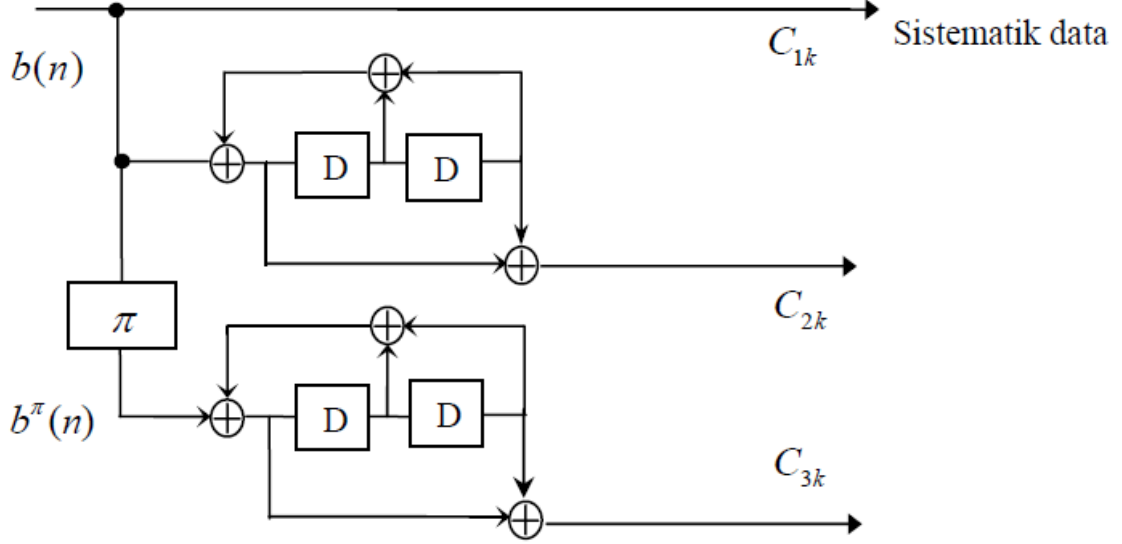 C₁ₖ
Sistematik data
b(n)
D
D
C₂ₖ
π
b^π(n)
D
D
C₃ₖ